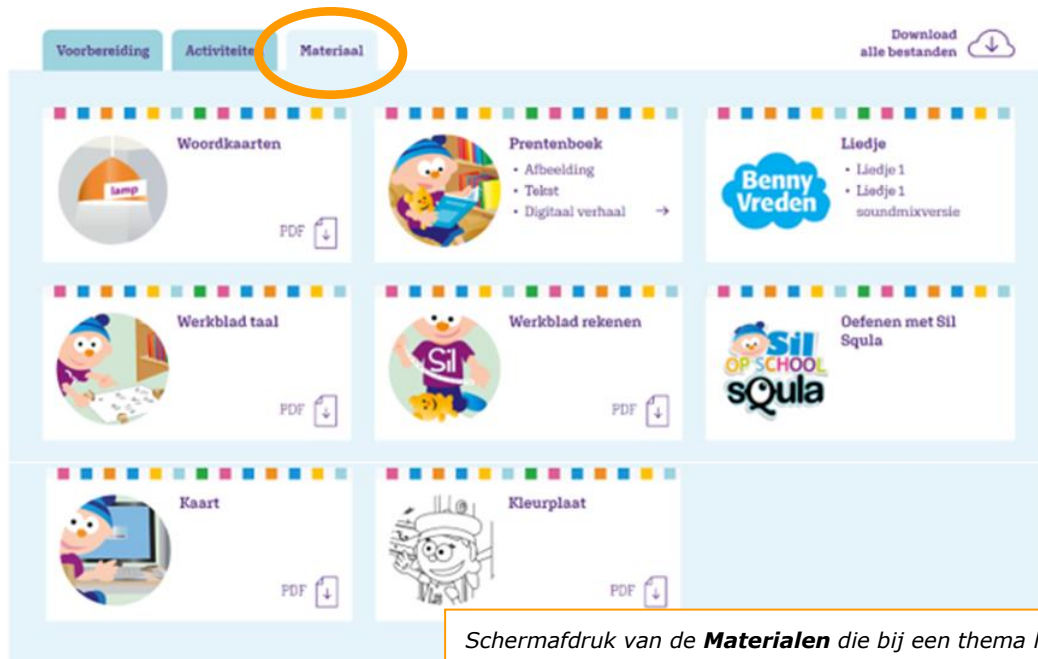 Voorbereiding
Activiteiten
Materiaal
Download
alle bestanden
Woordkaarten
lamp
PDF
Prentenboek
• Afbeelding
• Tekst
• Digitaal verhaal →
Benny
Vreden
Liedje
• Liedje 1
• Liedje 1
soundmixversie
Werkblad taal
PDF
Sil
Werkblad rekenen
PDF
Sil
OP SCHOOL
sQula
Oefenen met Sil
Squla
Kaart
PDF
Kleurplaat
PDF
Schermafdruk van de Materialen die bij een thema